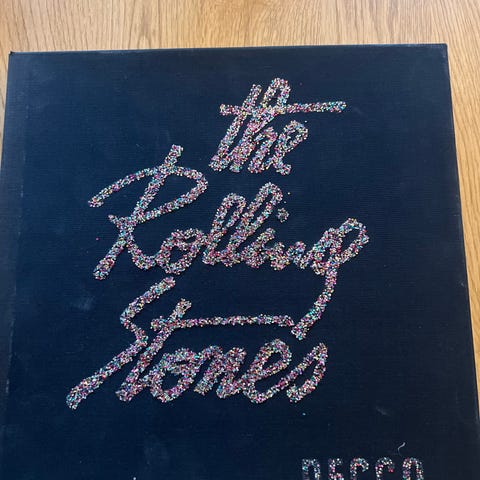 the
Rolling
Stones
DECCA